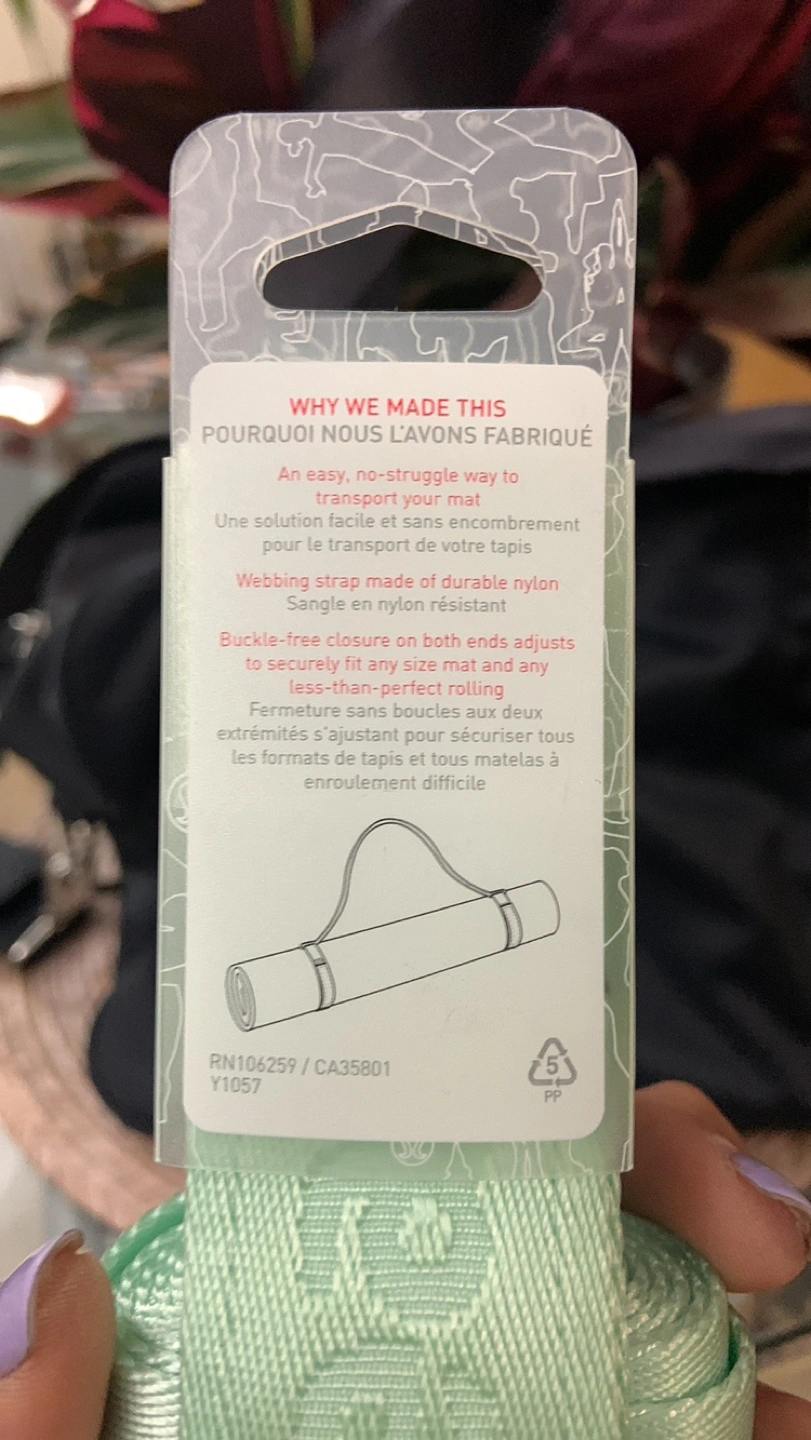 WHY WE MADE THIS
POURQUOI NOUS L'AVONS FABRIQUÉ
An easy, no-struggle way to
transport your mat
Une solution facile et sans encombrement
pour le transport de votre tapis
Webbing strap made of durable nylon
Sangle en nylon résistant
Buckle-free closure on both ends adjusts
to securely fit any size mat and any
less-than-perfect rolling
Fermeture sans boucles aux deux
extrémités s'ajustant pour sécuriser tous
les formats de tapis et tous matelas à
enroulement difficile
RN106259 / CA35801
Y1057
5
PP